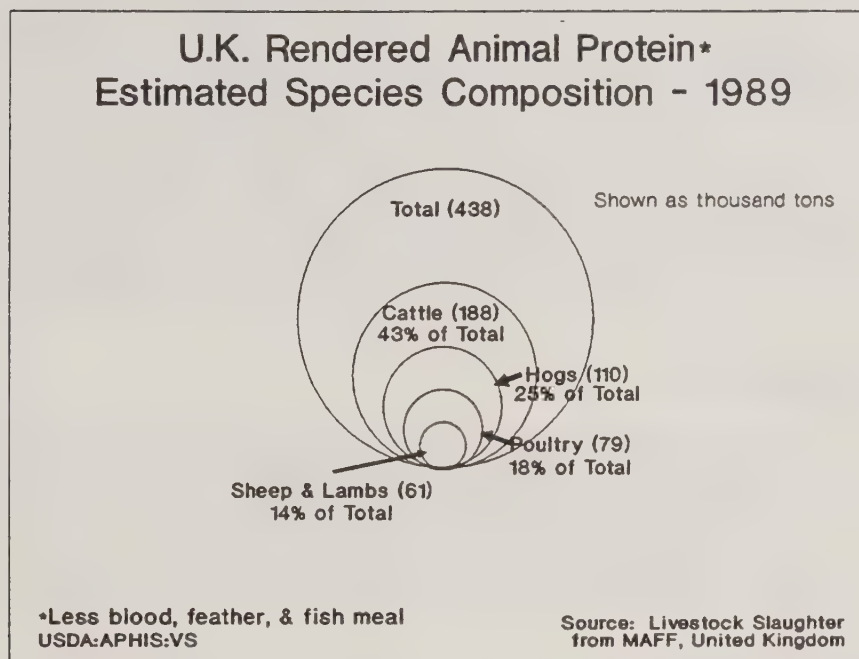 U.K. Rendered Animal Protein*
Estimated Species Composition - 1989
Shown as thousand tons
Total (438)
Cattle (188)
43% of Total
Hogs (110)
25% of Total
Poultry (79)
18% of Total
Sheep & Lambs (61)
14% of Total
*Less blood, feather, & fish meal
USDA:APHIS:VS
Source: Livestock Slaughter
from MAFF, United Kingdom